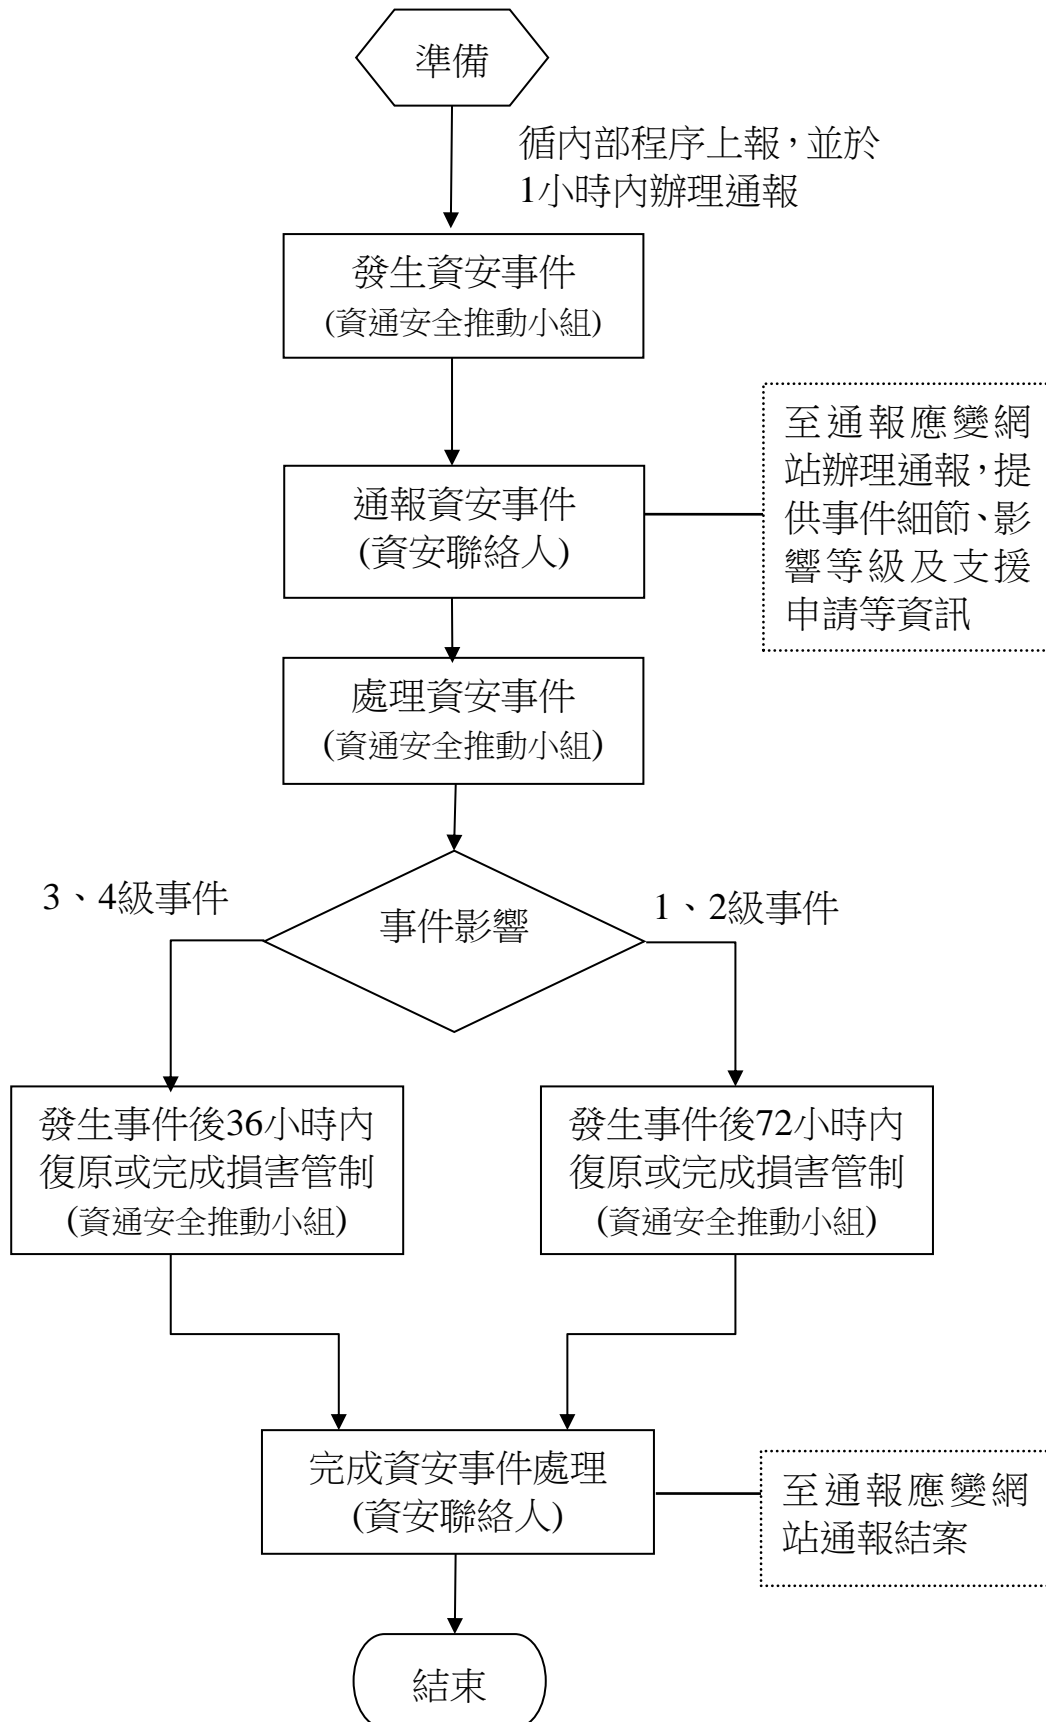 準備
循內部程序上報，並於
1小時內辦理通報
發生資安事件
(資通安全推動小組)
至通報應變網
站辦理通報，提
供事件細節、影
響等級及支援
申請等資訊
通報資安事件
(資安聯絡人)
處理資安事件
(資通安全推動小組)
3、4級事件
事件影響
1、2級事件
發生事件後36小時內
復原或完成損害管制
(資通安全推動小組)
發生事件後72小時內
復原或完成損害管制
(資通安全推動小組)
完成資安事件處理
(資安聯絡人)
至通報應變網
站通報結案
結束